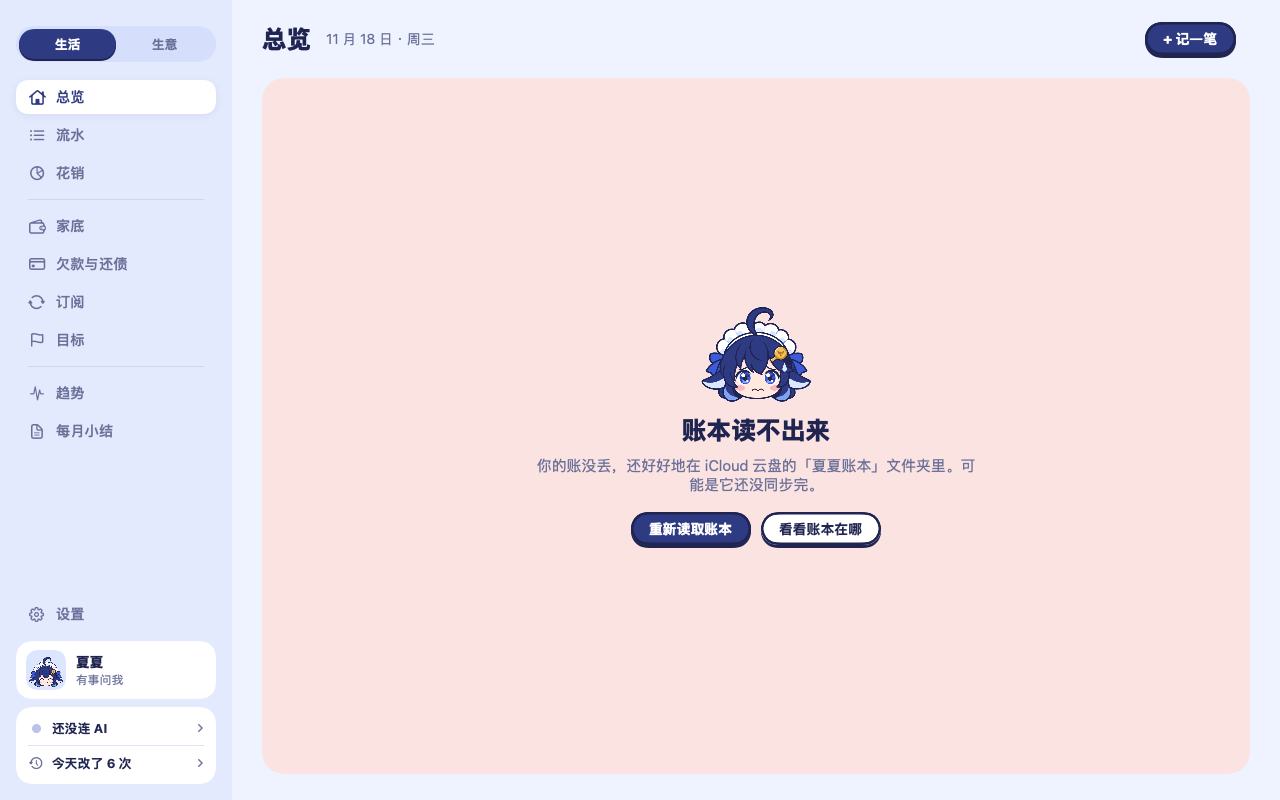 生活
生意
总览
流水
花销
家底
欠款与还债
订阅
目标
趋势
每月小结
设置
夏夏
有事问我
还没连 AI
今天改了 6 次
总览
11 月 18 日 · 周三
+ 记一笔
账本读不出来
你的账没丢，还好好地在 iCloud 云盘的「夏夏账本」文件夹里。可
能是它还没同步完。
重新读取账本
看看账本在哪